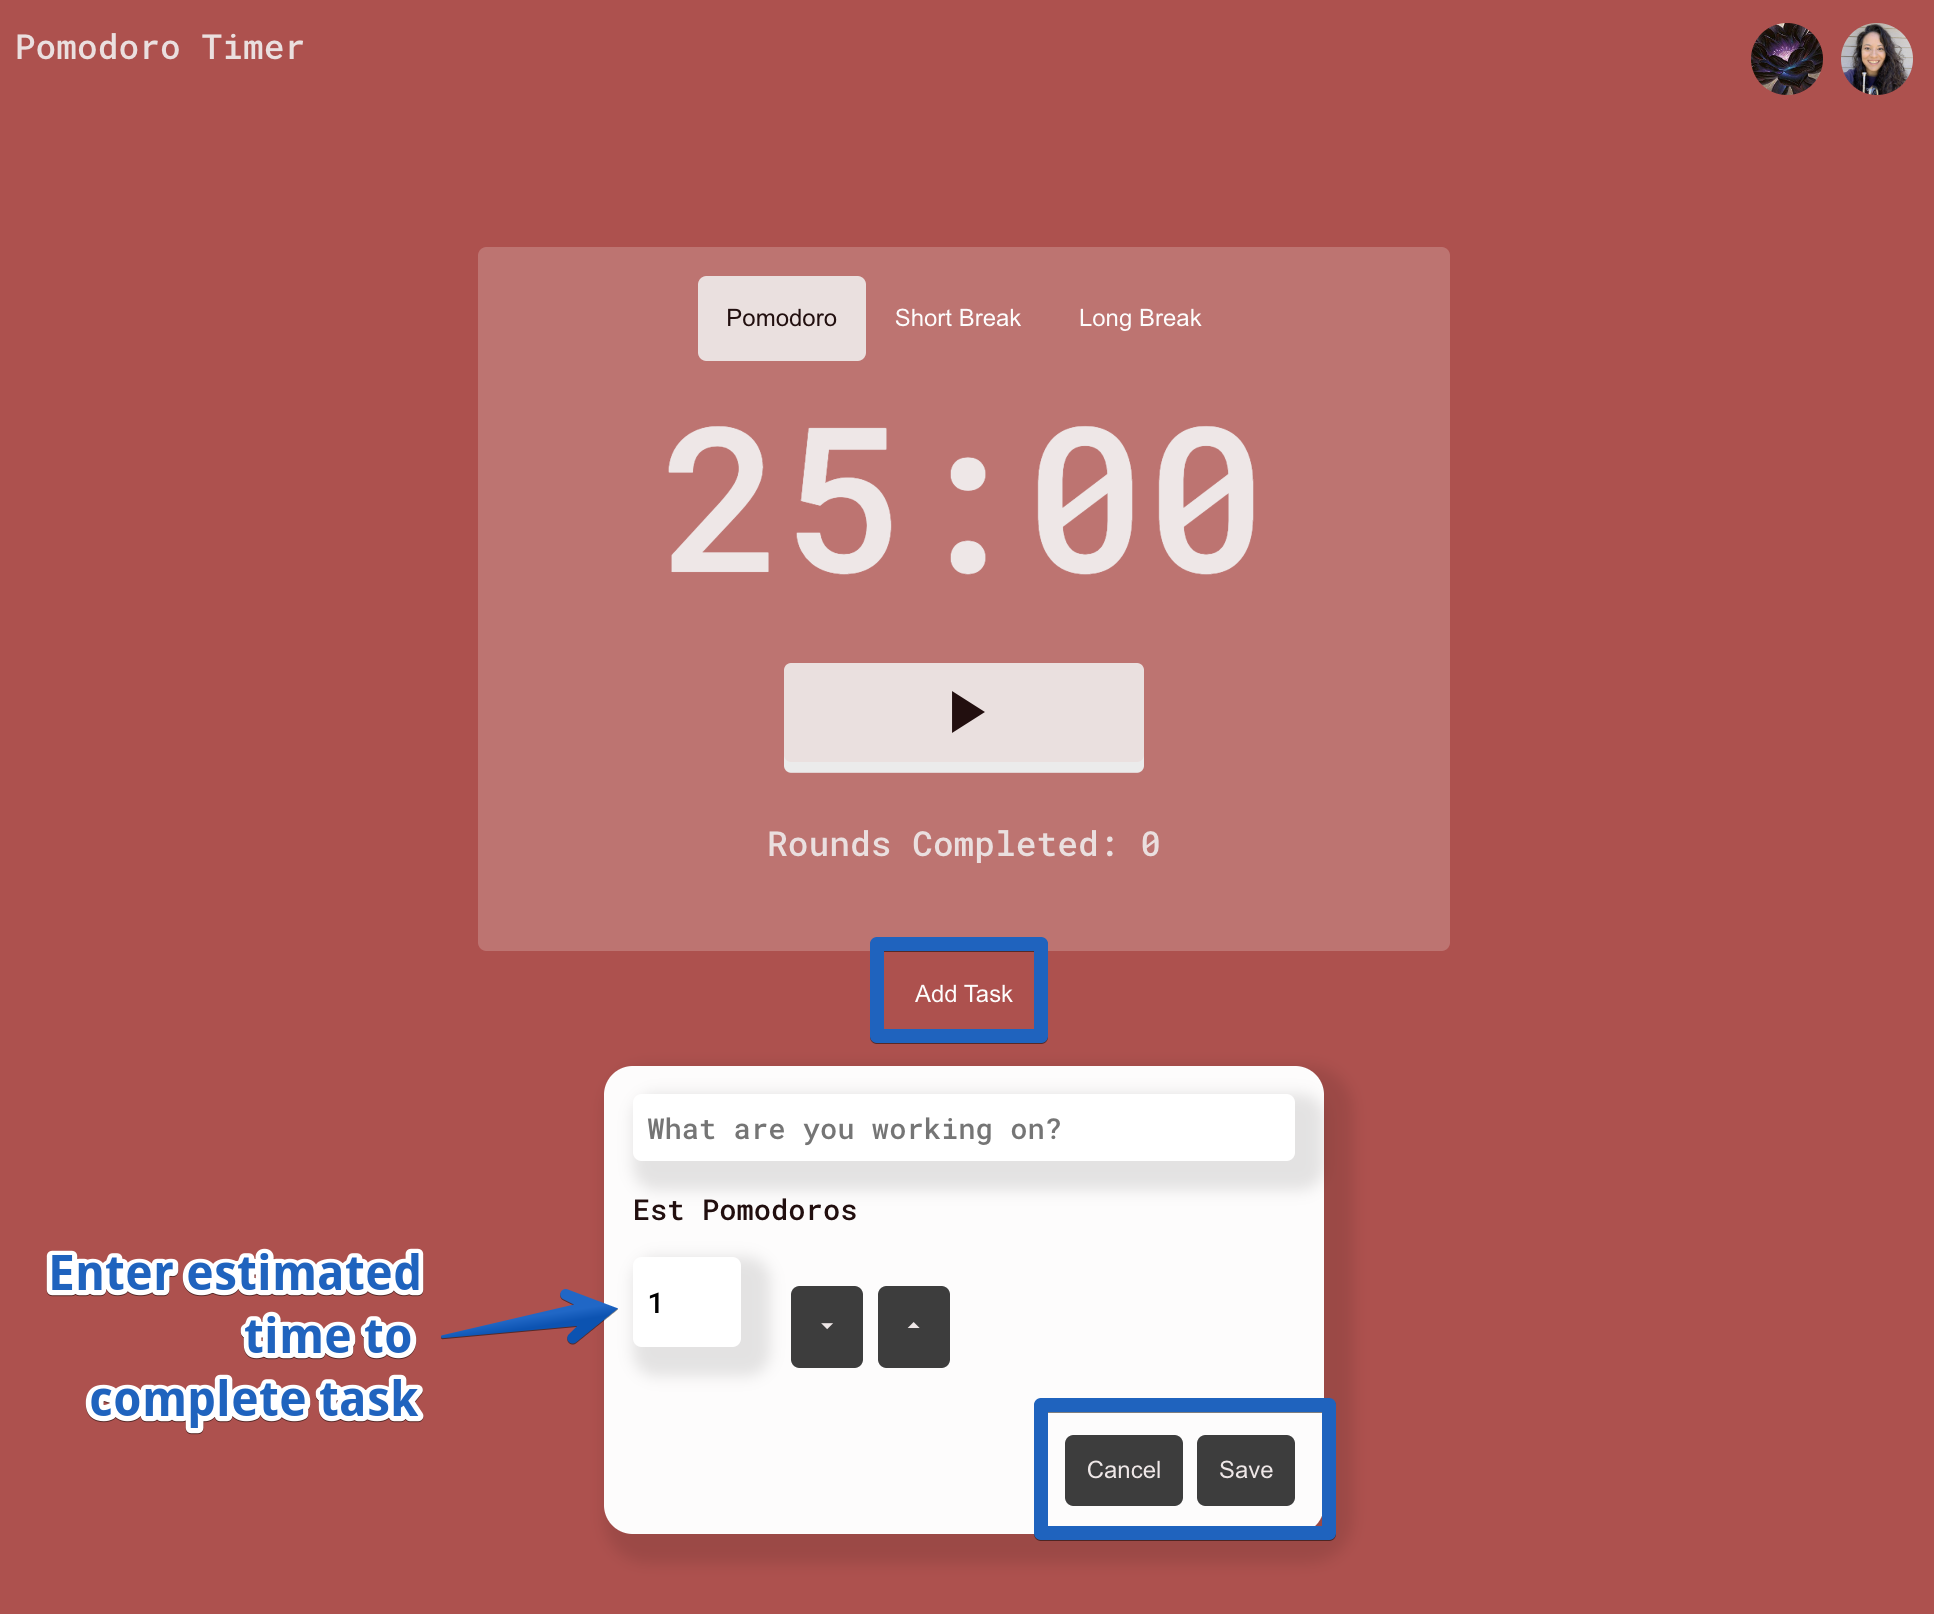 Pomodoro Timer
Pomodoro Short Break Long Break
25:00
Rounds Completed: 0
Add Task
What are you working on?
Est Pomodoros
1
Enter estimated
time to
complete task
Cancel Save